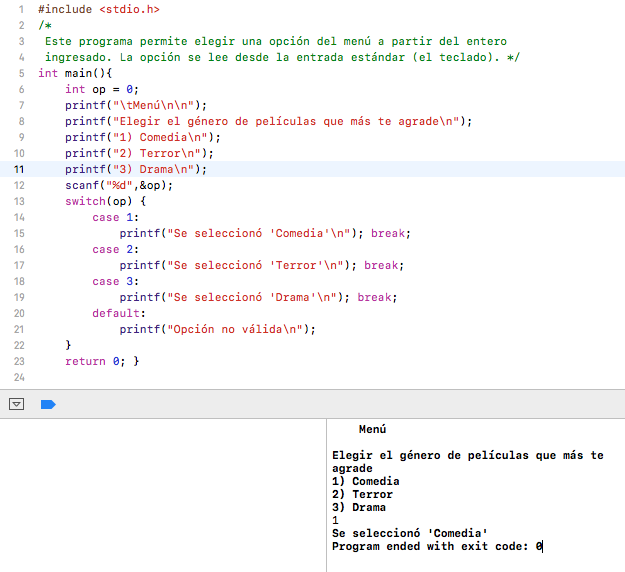 1 #include <stdio.h>
2 /*
3 Este programa permite elegir una opción del menú a partir del entero
4 ingresado. La opción se lee desde la entrada estándar (el teclado). */
5 int main(){
6 int op = 0;
7 printf("\tMenú\n\n");
8 printf("Elegir el género de películas que más te agrade\n");
9 printf("1) Comedia\n");
10 printf("2) Terror\n");
11 printf("3) Drama\n");
12 scanf("%d",&op);
13 switch(op) {
14 case 1:
15 printf("Se seleccionó 'Comedia'\n"); break;
16 case 2:
17 printf("Se seleccionó 'Terror'\n"); break;
18 case 3:
19 printf("Se seleccionó 'Drama'\n"); break;
20 default:
21 printf("Opción no válida\n");
22 }
23 return 0; }
24
Menú
Elegir el género de películas que más te
agrade
1) Comedia
2) Terror
3) Drama
1
Se seleccionó 'Comedia'
Program ended with exit code: 0